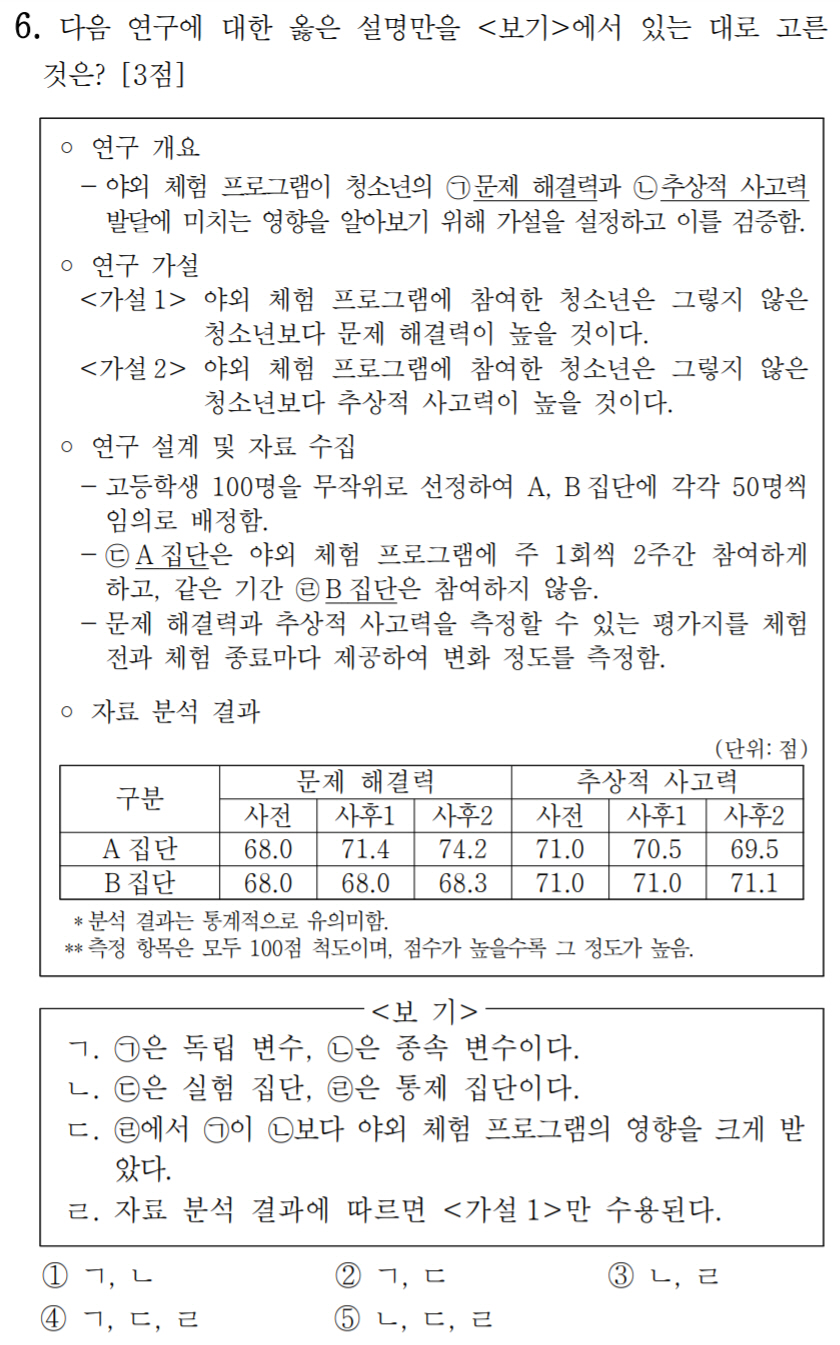 6. 다음 연구에 대한 옳은 설명만을 <보기>에서 있는 대로 고른
것은? [3점]
○ 연구 개요
– 야외 체험 프로그램이 청소년의 ㉠문제 해결력과 ㉡추상적 사고력
발달에 미치는 영향을 알아보기 위해 가설을 설정하고 이를 검증함.
○ 연구 가설
<가설 1> 야외 체험 프로그램에 참여한 청소년은 그렇지 않은
청소년보다 문제 해결력이 높을 것이다.
<가설 2> 야외 체험 프로그램에 참여한 청소년은 그렇지 않은
청소년보다 추상적 사고력이 높을 것이다.
○ 연구 설계 및 자료 수집
– 고등학생 100명을 무작위로 선정하여 A, B 집단에 각각 50명씩
임의로 배정함.
– ㉢A 집단은 야외 체험 프로그램에 주 1회씩 2주간 참여하게
하고, 같은 기간 ㉣B 집단은 참여하지 않음.
– 문제 해결력과 추상적 사고력을 측정할 수 있는 평가지를 체험
전과 체험 종료마다 제공하여 변화 정도를 측정함.
○ 자료 분석 결과
(단위: 점)
구분 문제 해결력 추상적 사고력
사전 사후1 사후2 사전 사후1 사후2
A 집단 68.0 71.4 74.2 71.0 70.5 69.5
B 집단 68.0 68.0 68.3 71.0 71.0 71.1
* 분석 결과는 통계적으로 유의미함.
** 측정 항목은 모두 100점 척도이며, 점수가 높을수록 그 정도가 높음.
<보 기>
ㄱ. ㉠은 독립 변수, ㉡은 종속 변수이다.
ㄴ. ㉢은 실험 집단, ㉣은 통제 집단이다.
ㄷ. ㉣에서 ㉠이 ㉡보다 야외 체험 프로그램의 영향을 크게 받
았다.
ㄹ. 자료 분석 결과에 따르면 <가설 1>만 수용된다.
① ㄱ, ㄴ ② ㄱ, ㄷ ③ ㄴ, ㄹ
④ ㄱ, ㄷ, ㄹ ⑤ ㄴ, ㄷ, ㄹ